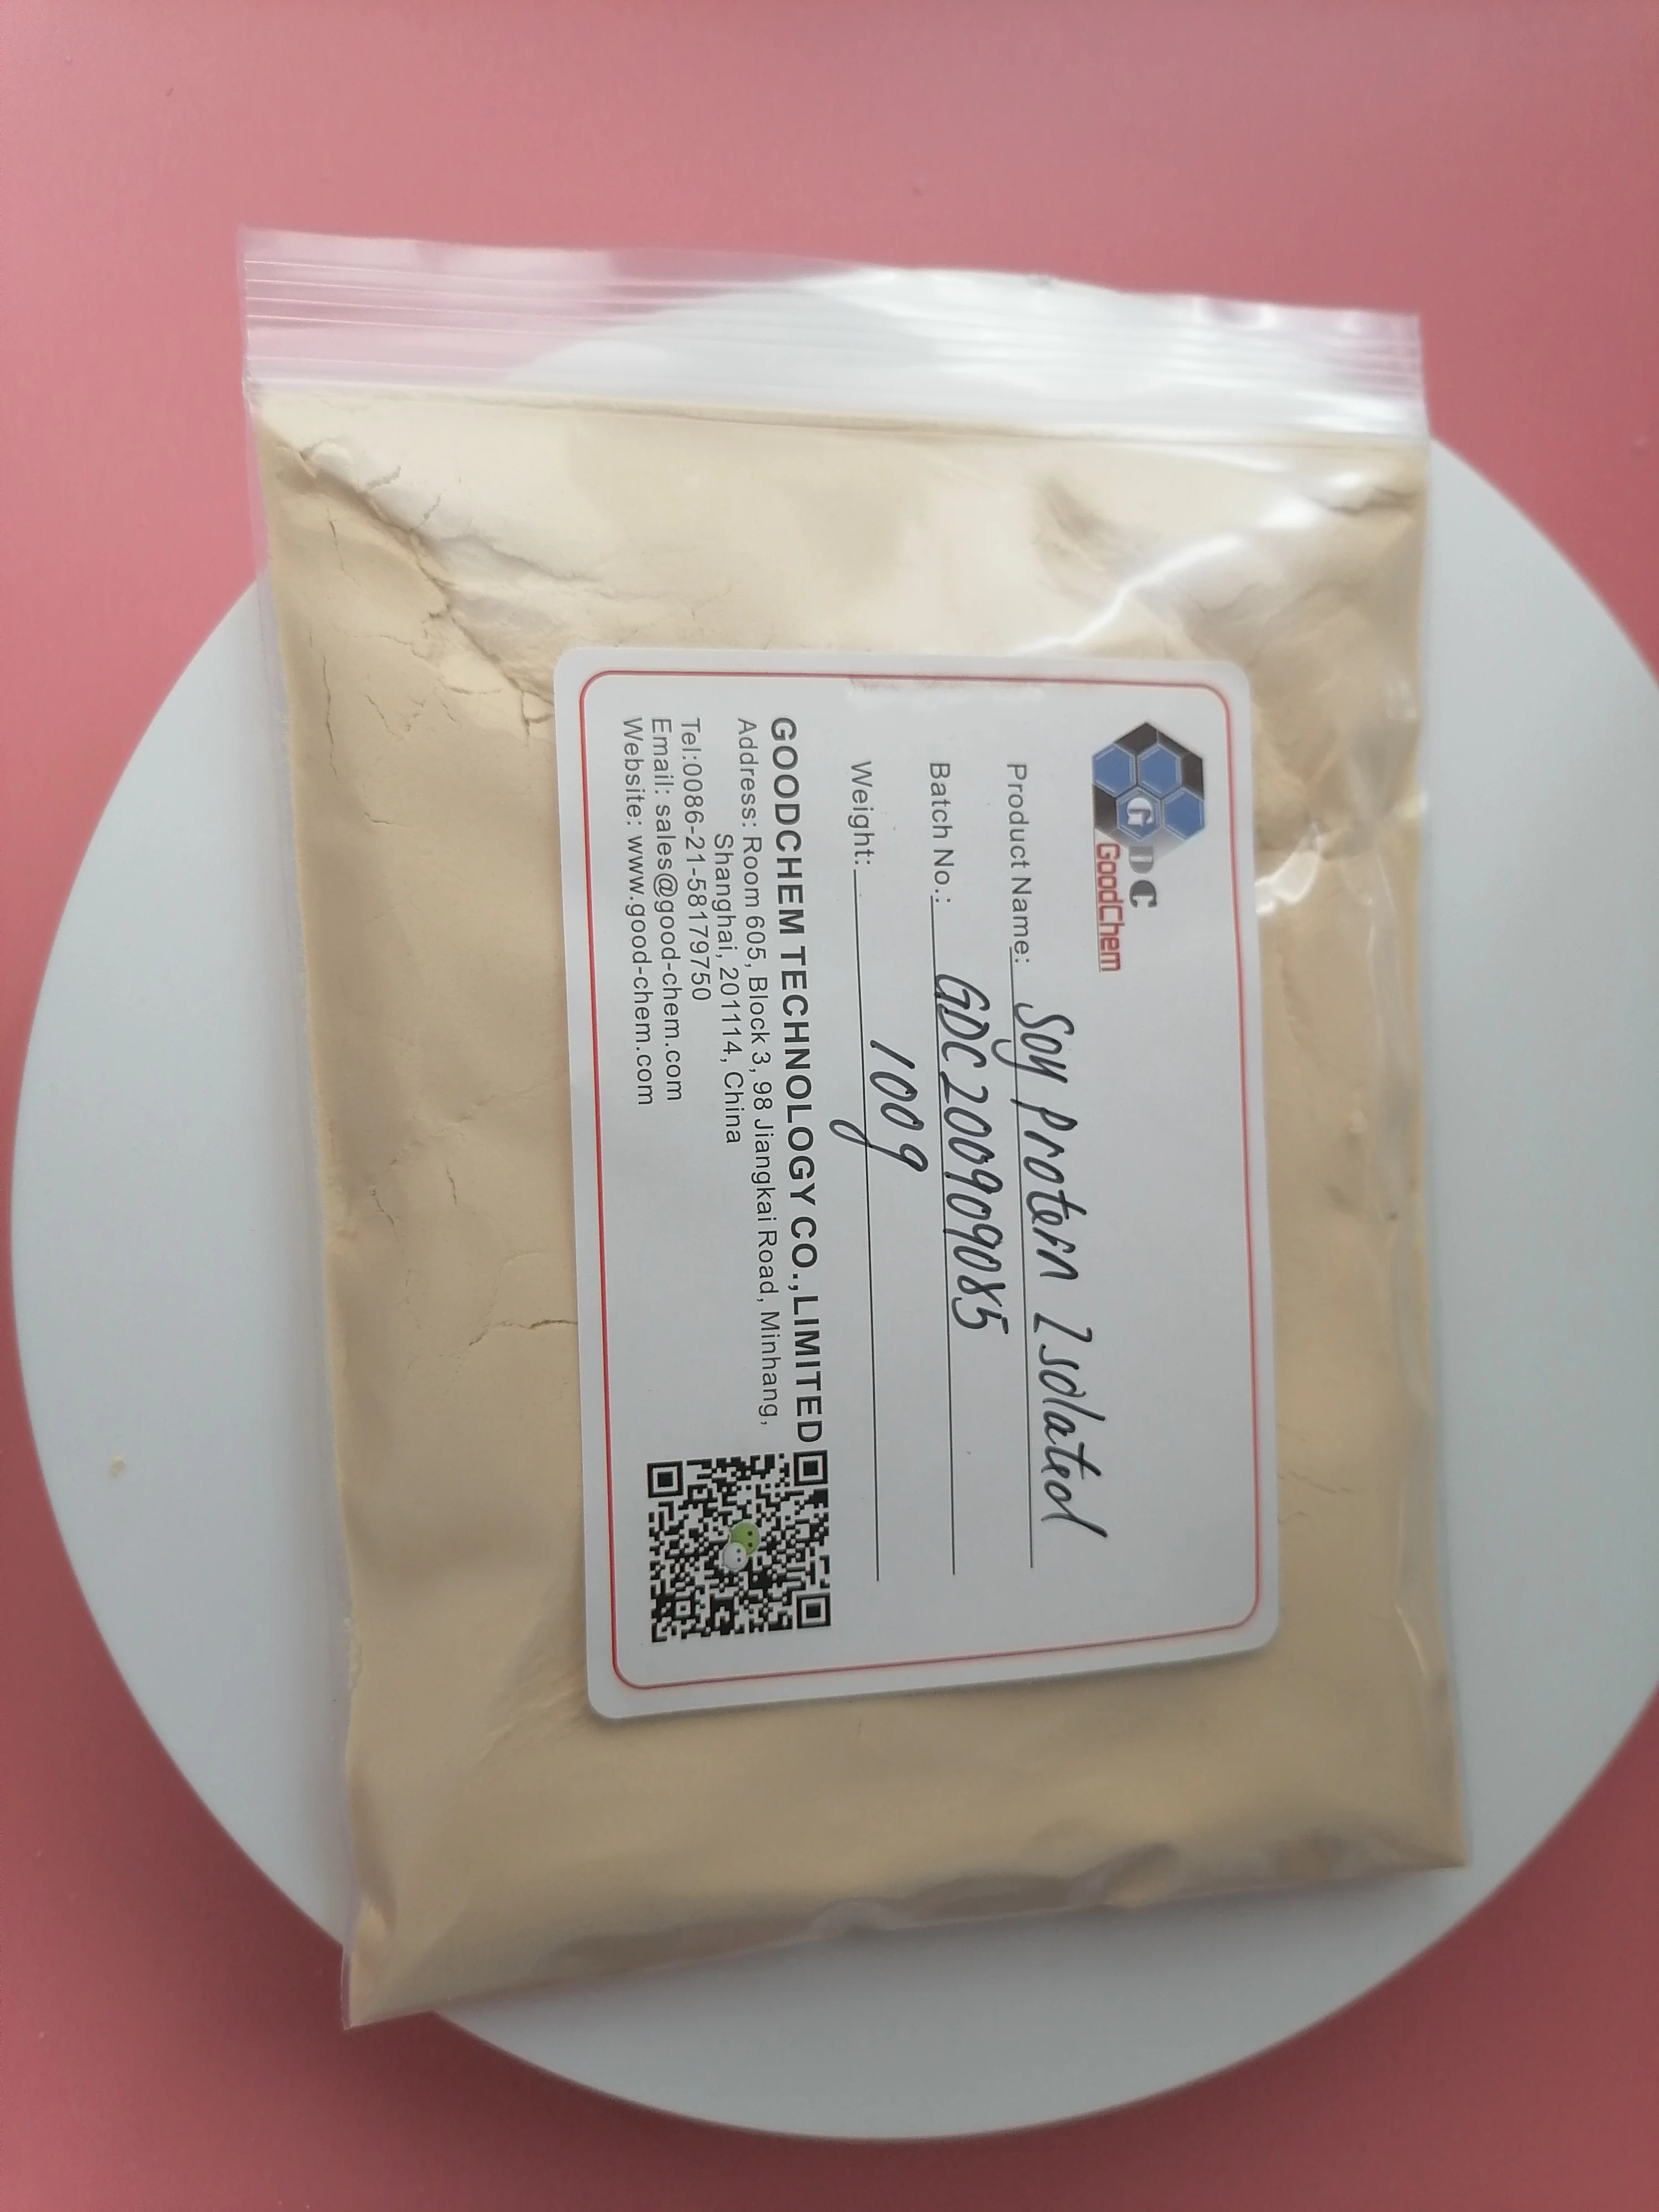 GDC
GoodChem
Product Name: Soy Protein Isolated
Batch No.: GDC20090985
Weight: 100g
GOODCHEM TECHNOLOGY CO., LIMITED
Address: Room 605, Block 3, 98 Jiangkai Road, Minhang,
Shanghai, 201114, China
Tel:0086-21-58179750
Email: sales@good-chem.com
Website: www.good-chem.com